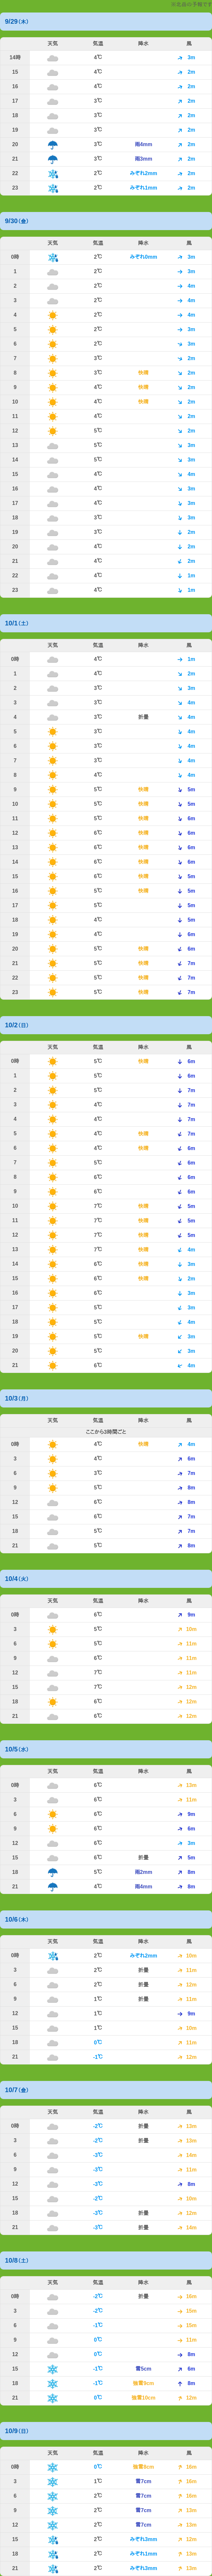 ※名峰の予報です
9/29(木)
天気 気温 降水 風
14時 4℃ 3m
15 4℃ 2m
16 4℃ 2m
17 3℃ 2m
18 3℃ 2m
19 3℃ 2m
20 3℃ 雨4mm 2m
21 3℃ 雨3mm 2m
22 2℃ みぞれ2mm 2m
23 2℃ みぞれ1mm 2m
9/30(金)
天気 気温 降水 風
0時 2℃ みぞれ0mm 3m
1 2℃ 3m
2 2℃ 4m
3 2℃ 4m
4 2℃ 4m
5 2℃ 3m
6 2℃ 3m
7 3℃ 2m
8 3℃ 快晴 2m
9 4℃ 快晴 2m
10 4℃ 快晴 2m
11 4℃ 2m
12 5℃ 2m
13 5℃ 3m
14 5℃ 3m
15 4℃ 4m
16 4℃ 3m
17 4℃ 3m
18 3℃ 3m
19 3℃ 2m
20 4℃ 2m
21 4℃ 2m
22 4℃ 1m
23 4℃ 1m
10/1(土)
天気 気温 降水 風
0時 4℃ 1m
1 4℃ 2m
2 3℃ 3m
3 3℃ 4m
4 3℃ 折曇 4m
5 3℃ 4m
6 3℃ 4m
7 3℃ 4m
8 4℃ 4m
9 5℃ 快晴 5m
10 5℃ 快晴 5m
11 5℃ 快晴 6m
12 6℃ 快晴 6m
13 6℃ 快晴 6m
14 6℃ 快晴 6m
15 6℃ 快晴 5m
16 5℃ 快晴 5m
17 5℃ 5m
18 4℃ 5m
19 4℃ 6m
20 5℃ 快晴 6m
21 5℃ 快晴 7m
22 5℃ 快晴 7m
23 5℃ 快晴 7m
10/2(日)
天気 気温 降水 風
0時 5℃ 快晴 6m
1 5℃ 6m
2 5℃ 7m
3 4℃ 7m
4 4℃ 7m
5 4℃ 快晴 7m
6 4℃ 快晴 6m
7 5℃ 6m
8 6℃ 6m
9 6℃ 6m
10 7℃ 快晴 5m
11 7℃ 快晴 5m
12 7℃ 快晴 5m
13 7℃ 快晴 4m
14 6℃ 快晴 3m
15 6℃ 快晴 2m
16 6℃ 3m
17 5℃ 3m
18 5℃ 4m
19 5℃ 快晴 3m
20 5℃ 3m
21 6℃ 4m
10/3(月)
天気 気温 降水 風
ここから3時間ごと
0時 4℃ 快晴 4m
3 4℃ 6m
6 3℃ 7m
9 5℃ 8m
12 6℃ 8m
15 6℃ 7m
18 5℃ 7m
21 5℃ 8m
10/4(火)
天気 気温 降水 風
0時 6℃ 9m
3 5℃ 10m
6 5℃ 11m
9 6℃ 11m
12 7℃ 11m
15 7℃ 12m
18 6℃ 12m
21 6℃ 12m
10/5(水)
天気 気温 降水 風
0時 6℃ 13m
3 6℃ 11m
6 6℃ 9m
9 6℃ 6m
12 6℃ 3m
15 6℃ 折曇 5m
18 5℃ 雨2mm 8m
21 4℃ 雨4mm 8m
10/6(木)
天気 気温 降水 風
0時 2℃ みぞれ2mm 10m
3 2℃ 折曇 11m
6 2℃ 折曇 11m
9 1℃ 折曇 11m
12 1℃ 9m
15 1℃ 10m
18 0℃ 11m
21 -1℃ 12m
10/7(金)
天気 気温 降水 風
0時 -2℃ 折曇 13m
3 -2℃ 折曇 13m
6 -3℃ 14m
9 -3℃ 11m
12 -3℃ 8m
15 -2℃ 10m
18 -3℃ 折曇 12m
21 -3℃ 折曇 14m
10/8(土)
天気 気温 降水 風
0時 -2℃ 折曇 16m
3 -2℃ 15m
6 -1℃ 15m
9 0℃ 11m
12 0℃ 8m
15 -1℃ 雪5cm 6m
18 -1℃ 強雪9cm 8m
21 0℃ 強雪10cm 12m
10/9(日)
天気 気温 降水 風
0時 0℃ 強雪8cm 16m
3 1℃ 雪7cm 16m
6 2℃ 雪7cm 16m
9 2℃ 雪7cm 13m
12 2℃ 雪7cm 13m
15 2℃ みぞれ3mm 12m
18 2℃ みぞれ1mm 13m
21 2℃ みぞれ3mm 13m